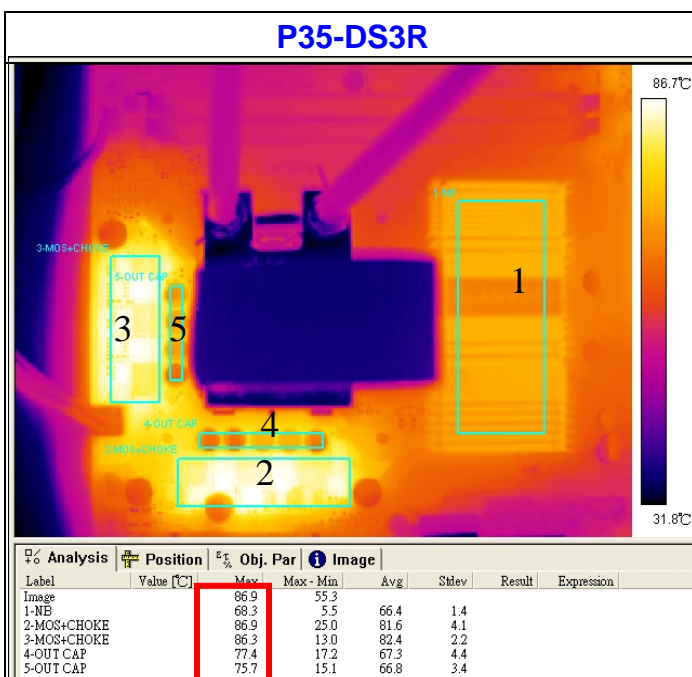 P35-DS3R
86.7°C
1-NB
3-MOS+CHOKE
5-OUT CAP
1
3
5
4
4-OUT CAP
2-MOS+CHOKE
2
31.8°C
Analysis Position Obj. Par Image
Label Value [°C] Max Max - Min Avg Stdev Result Expression
Image 86.9 55.3
1-NB 68.3 5.5 66.4 1.4
2-MOS+CHOKE 86.9 25.0 81.6 4.1
3-MOS+CHOKE 86.3 13.0 82.4 2.2
4-OUT CAP 77.4 17.2 67.3 4.4
5-OUT CAP 75.7 15.1 66.8 3.4